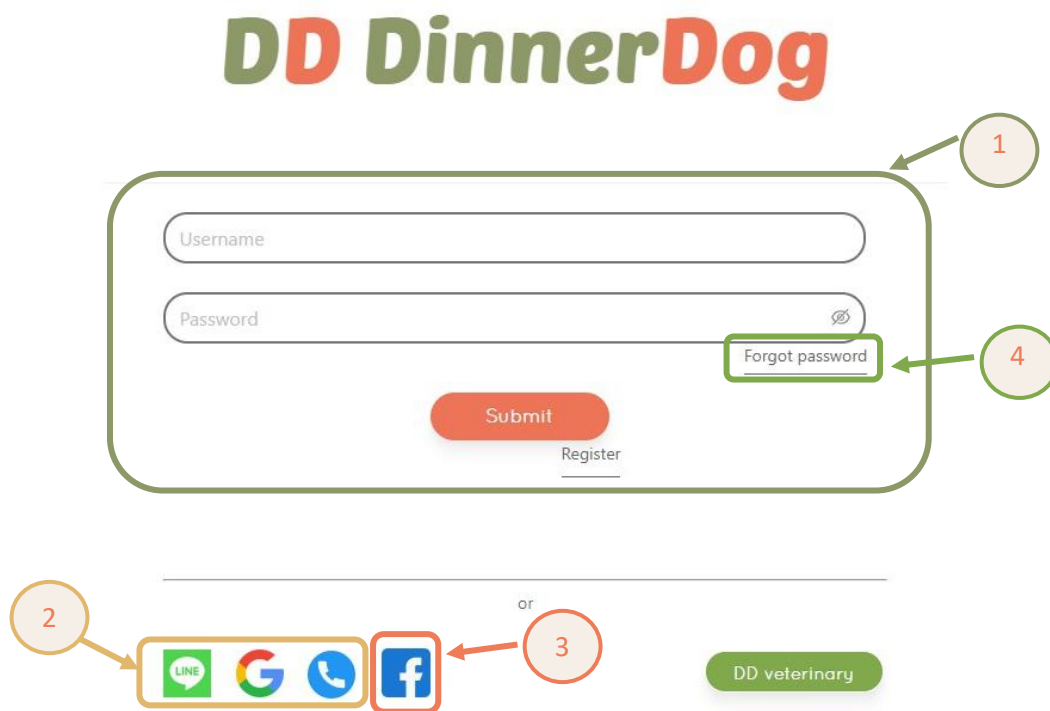 DD DinnerDog
1
Username
Password
Forgot password
4
Submit
Register
or
2
3
LINE
DD veterinary